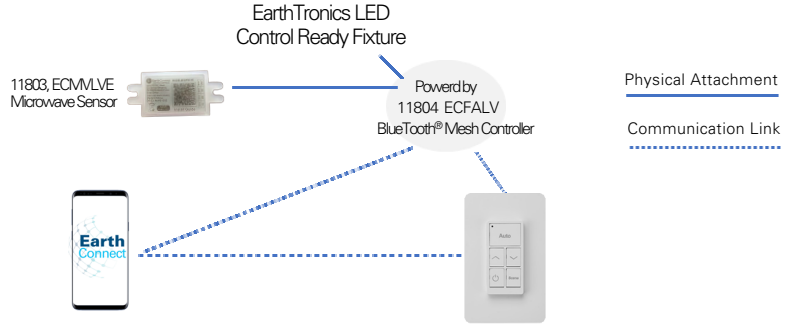 EarthTronics LED
Control Ready Fixture
11803, ECMVLVE
Microwave Sensor
Powerd by
11804 ECFALV
BlueTooth® Mesh Controller
Physical Attachment
Communication Link
Earth
Connect
Auto